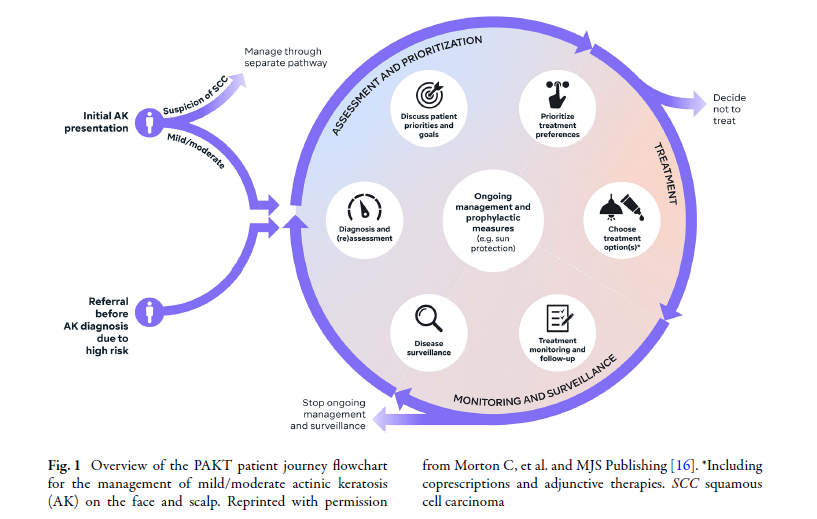 Manage through
separate pathway
Suspicion of SCC
Initial AK
presentation
Mild/moderate
Referral
before
AK diagnosis
due to
high risk
ASSESSMENT AND PRIORITIZATION
Discuss patient
priorities and
goals
Prioritize
treatment
preferences
Decide
not to
treat
TREATMENT
Diagnosis and
(re)assessment
Ongoing
management and
prophylactic
measures
(e.g. sun
protection)
Choose
treatment
option(s)*
Disease
surveillance
Treatment
monitoring and
follow-up
MONITORING AND SURVEILLANCE
Stop ongoing
management
and surveillance
Fig. 1 Overview of the PAKT patient journey flowchart
for the management of mild/moderate actinic keratosis
(AK) on the face and scalp. Reprinted with permission
from Morton C, et al. and MJS Publishing [16]. *Including
coprescriptions and adjunctive therapies. SCC squamous
cell carcinoma